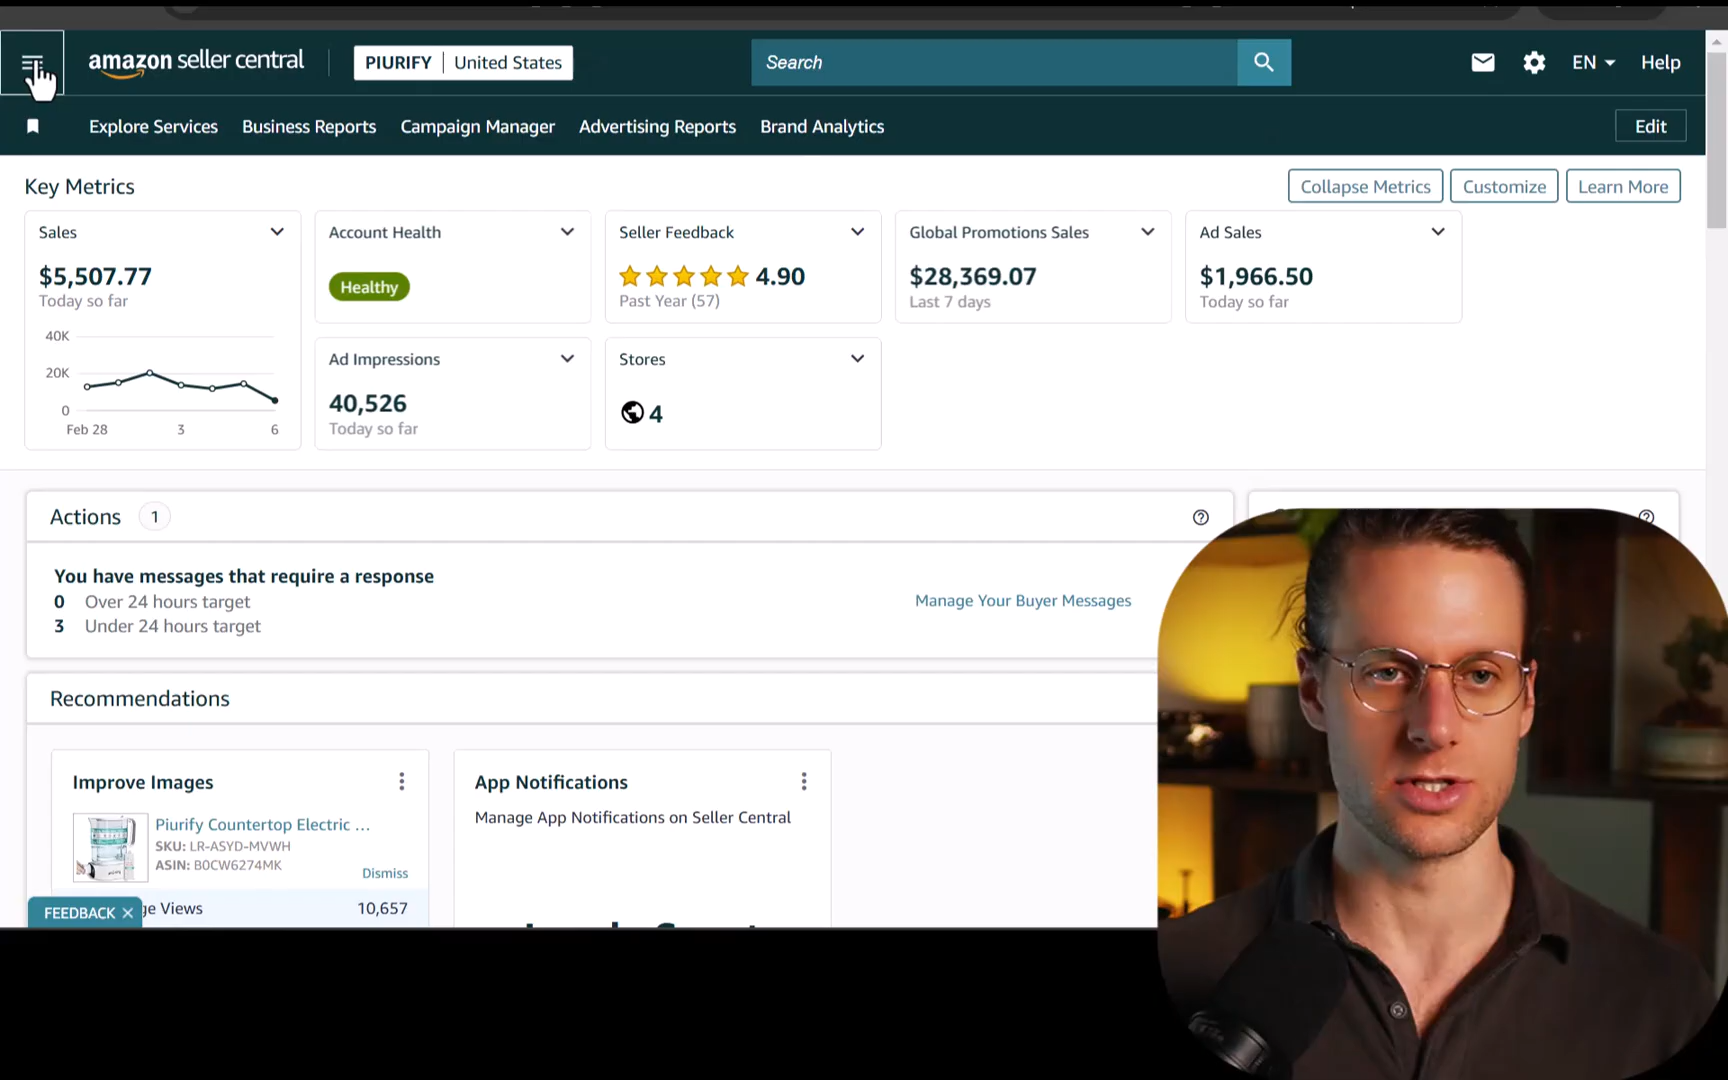 amazon seller central
PIURIFY | United States
Search
EN
Help
Explore Services
Business Reports
Campaign Manager
Advertising Reports
Brand Analytics
Edit
Key Metrics
Collapse Metrics
Customize
Learn More
Sales
$5,507.77
Today so far
40K
20K
0
Feb 28
3
6
Account Health
Healthy
Seller Feedback
4.90
Past Year (57)
Global Promotions Sales
$28,369.07
Last 7 days
Ad Sales
$1,966.50
Today so far
Ad Impressions
40,526
Today so far
Stores
4
Actions 1
You have messages that require a response
0 Over 24 hours target
3 Under 24 hours target
Manage Your Buyer Messages
Recommendations
Improve Images
Piurify Countertop Electric ...
SKU: LR-ASYD-MVWH
ASIN: B0CW6274MK
Dismiss
Views 10,657
App Notifications
Manage App Notifications on Seller Central
FEEDBACK